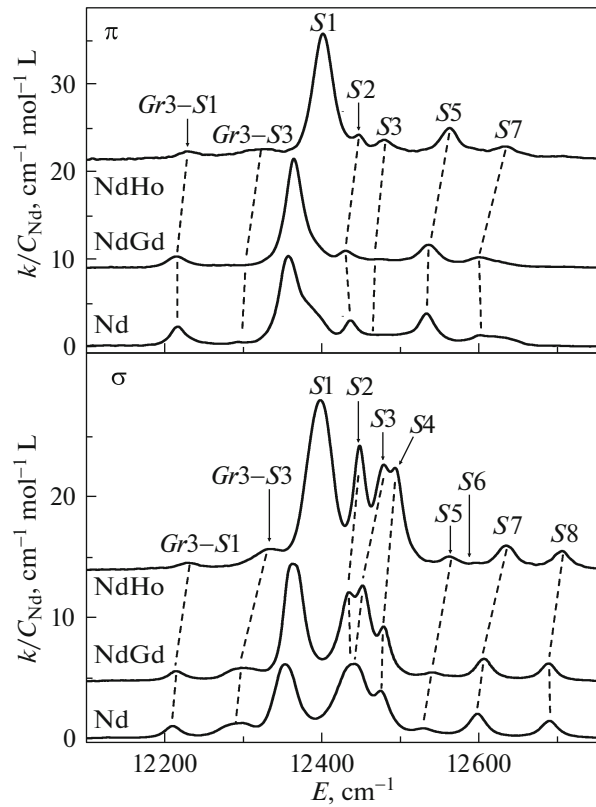 π
S1
S2
S3
S5
S7
Gr3–S1
Gr3–S3
30
20
10
0
NdHo
NdGd
Nd
k/C_Nd, cm⁻¹ mol⁻¹ L
σ
S1
S2
S3
S4
S5
S6
S7
S8
Gr3–S3
Gr3–S1
20
10
0
NdHo
NdGd
Nd
k/C_Nd, cm⁻¹ mol⁻¹ L
12200 12400 12600
E, cm⁻¹